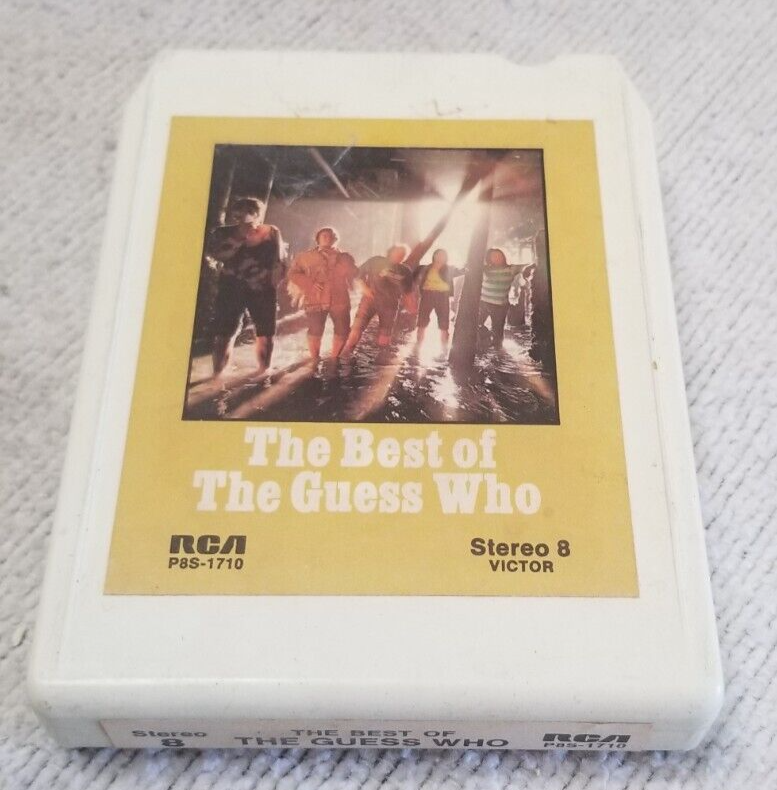 The Best of
The Guess Who
RCA
P8S-1710
Stereo 8
VICTOR
Stereo
8
THE BEST OF
THE GUESS WHO
RCA
P8S-1710